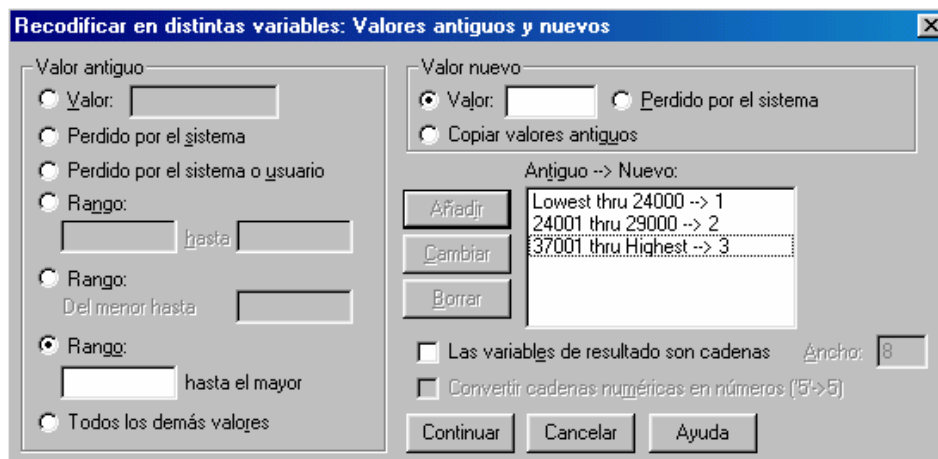 Recodificar en distintas variables: Valores antiguos y nuevos
Valor antiguo
Valor:
Perdido por el sistema
Perdido por el sistema o usuario
Rango:
hasta
Rango:
Del menor hasta
Rango:
hasta el mayor
Todos los demás valores
Valor nuevo
Valor:
Perdido por el sistema
Copiar valores antiguos
Antiguo --> Nuevo:
Añadir
Cambiar
Borrar
Lowest thru 24000 --> 1
24001 thru 29000 --> 2
37001 thru Highest --> 3
Las variables de resultado son cadenas
Ancho: 8
Convertir cadenas numéricas en números ('5'->5)
Continuar
Cancelar
Ayuda